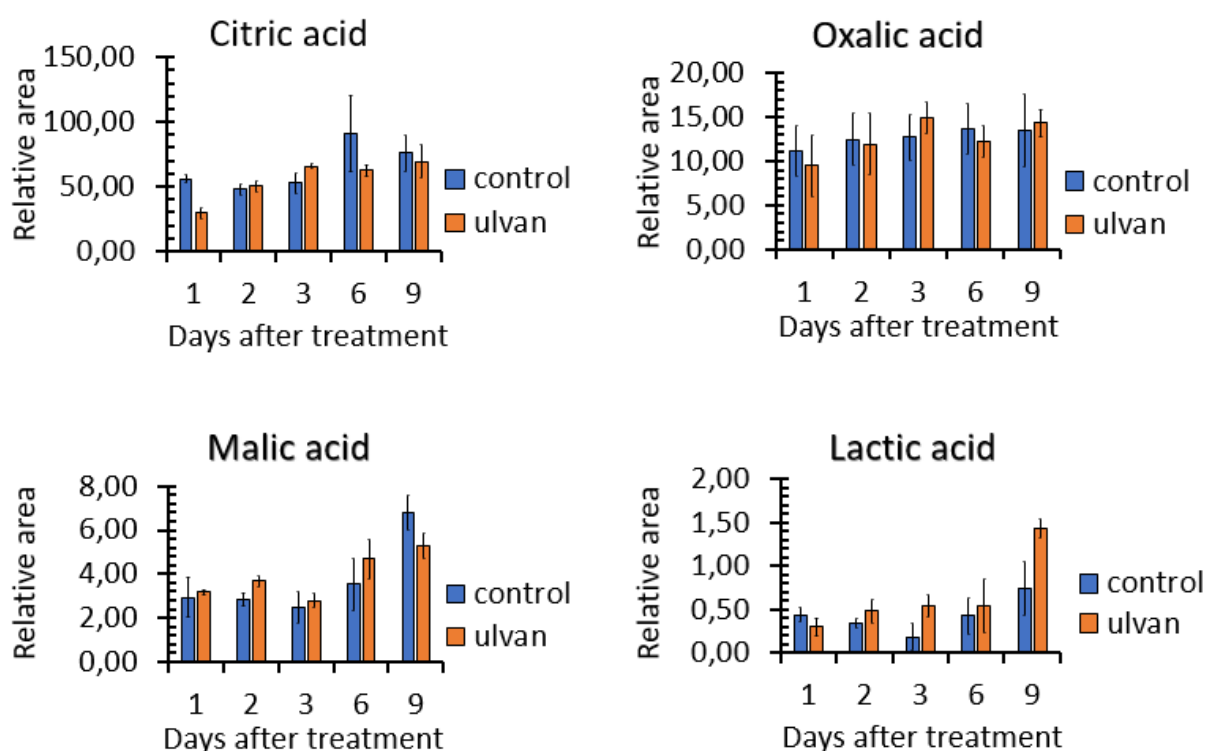 Citric acid
150,00
100,00
50,00
0,00
Relative area
1 2 3 6 9
Days after treatment
control
ulvan
Oxalic acid
20,00
15,00
10,00
5,00
0,00
Relative area
1 2 3 6 9
Days after treatment
control
ulvan
Malic acid
8,00
6,00
4,00
2,00
0,00
Relative area
1 2 3 6 9
Days after treatment
control
ulvan
Lactic acid
2,00
1,50
1,00
0,50
0,00
Relative area
1 2 3 6 9
Days after treatment
control
ulvan